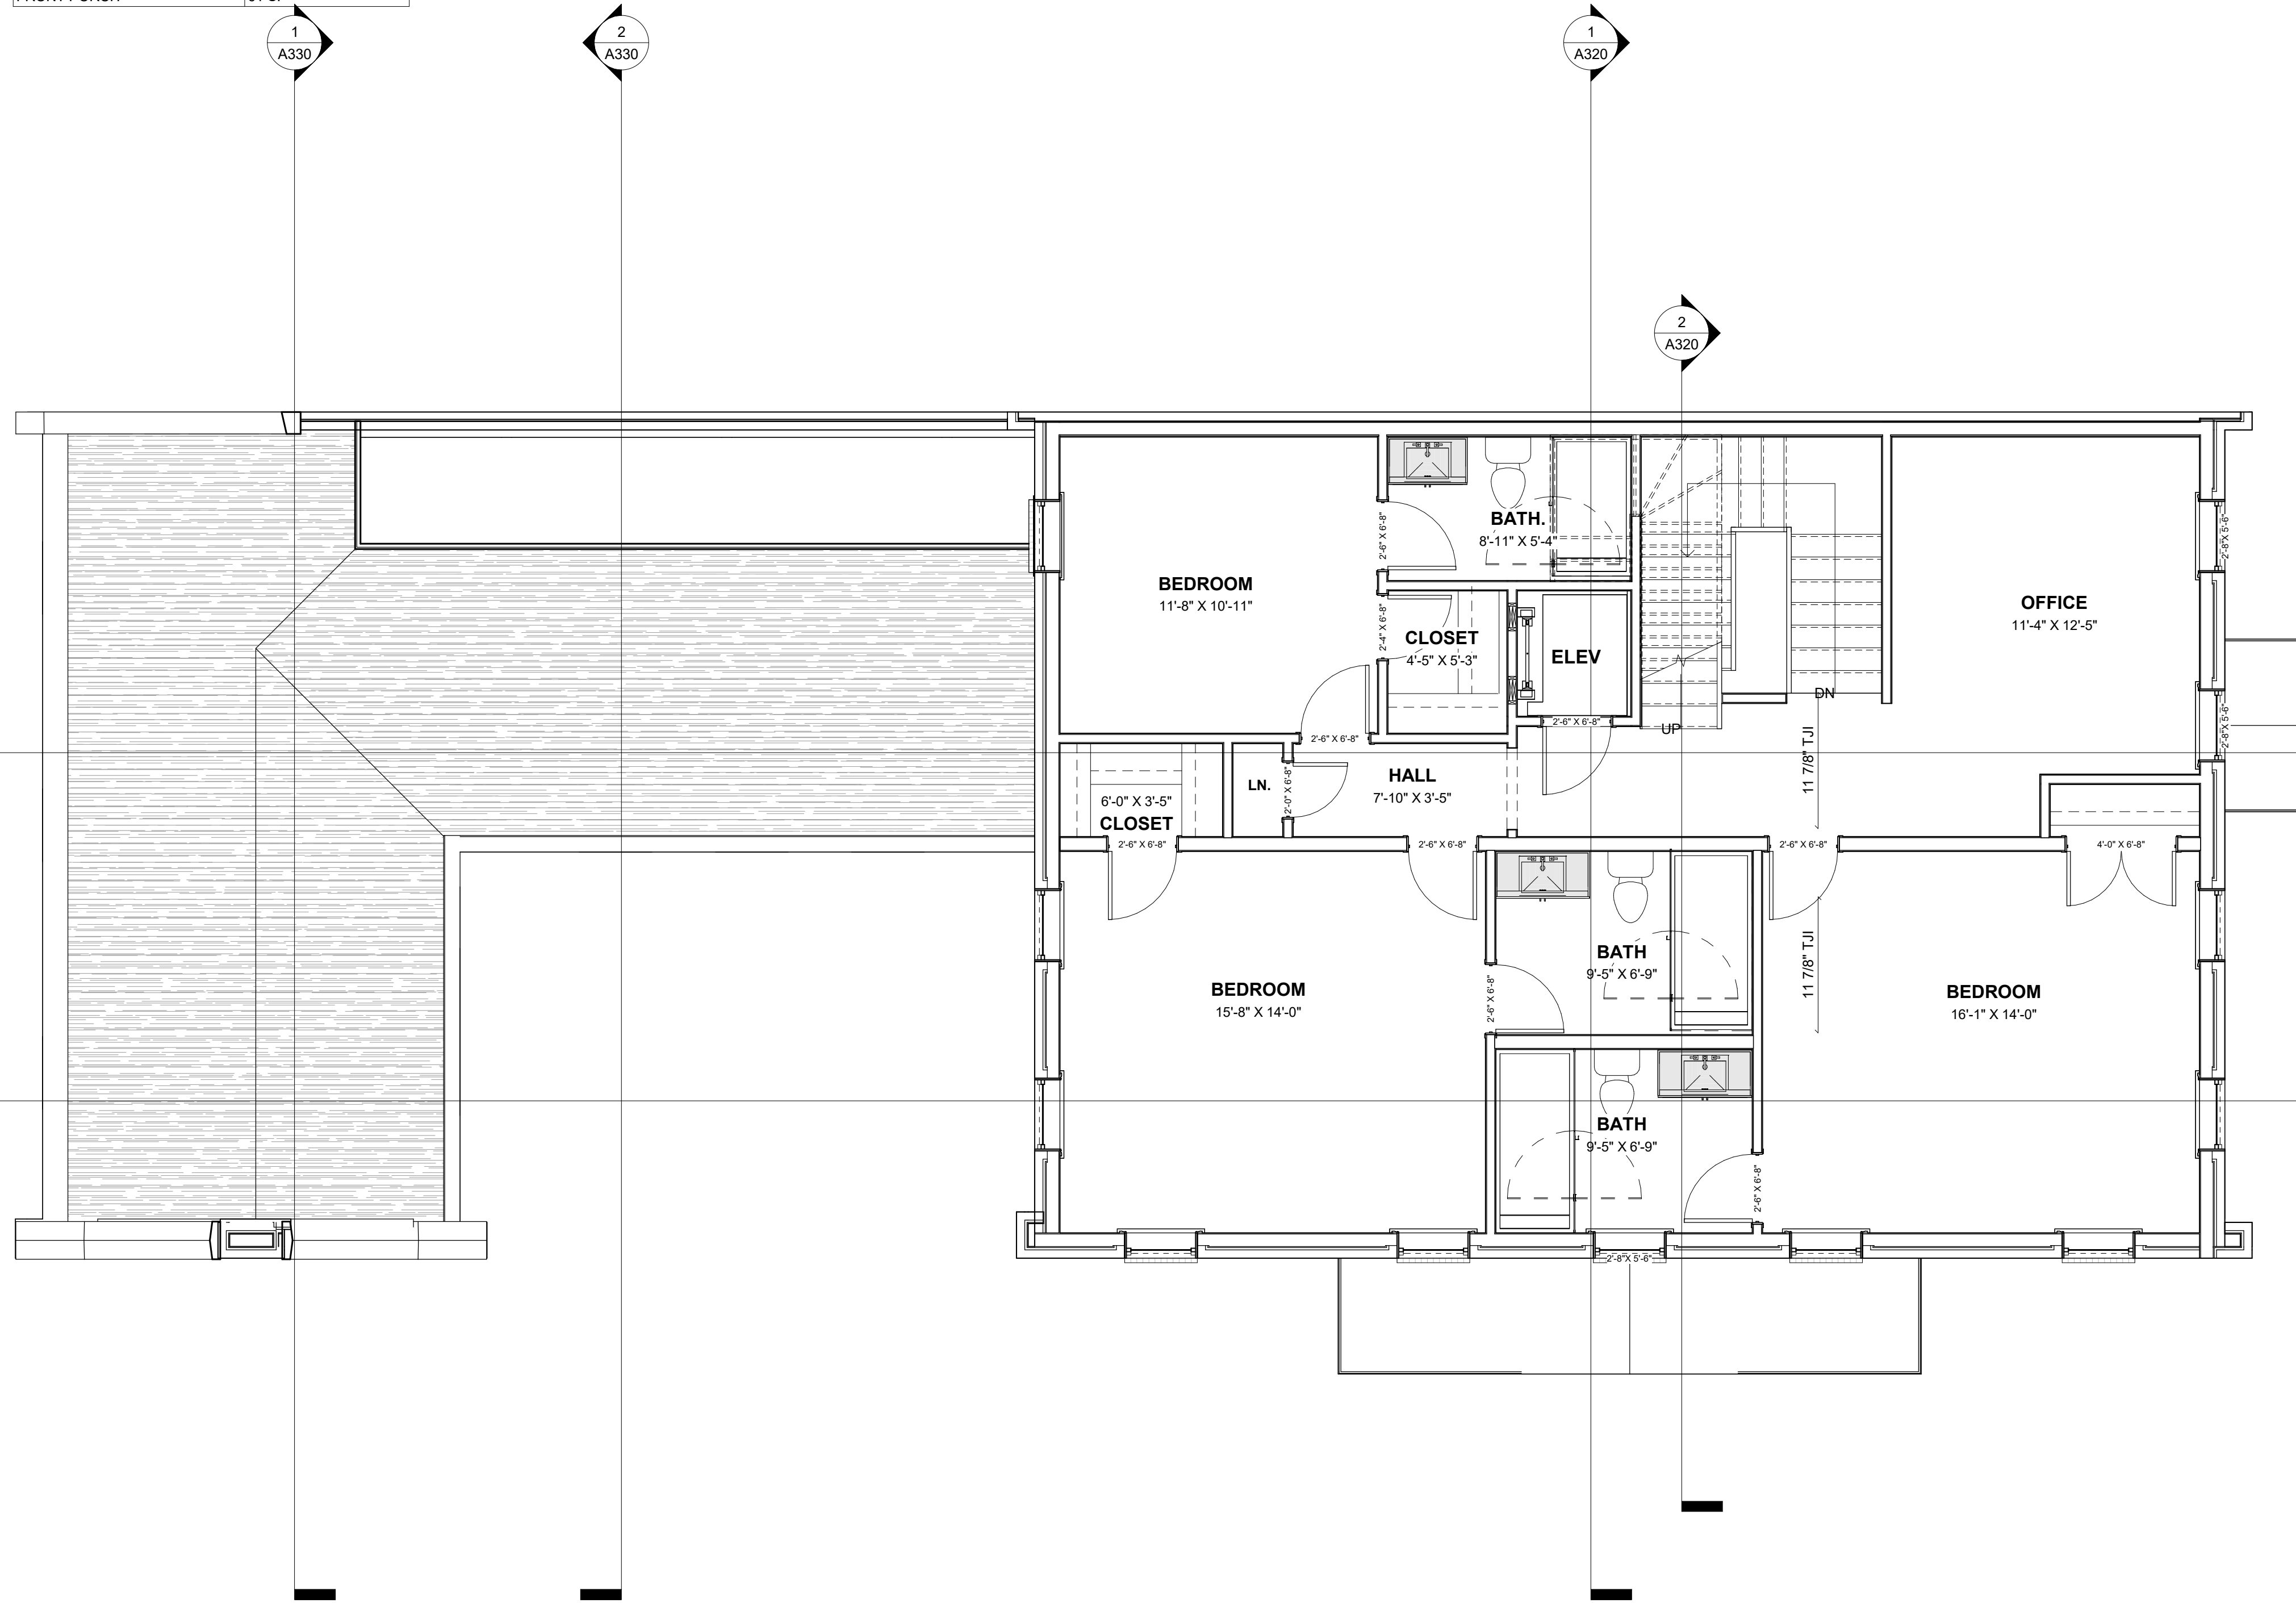 1
A330
2
A330
1
A320
2
A320
BEDROOM
11'-8" X 10'-11"
2'-6" X 6'-8"
BATH.
8'-11" X 5'-4"
2'-8"X 5'-6"
2'-4" X 6'-8"
CLOSET
4'-5" X 5'-3"
ELEV
OFFICE
11'-4" X 12'-5"
DN
2'-6" X 6'-8"
UP
2'-8"X 5'-6"
2'-6" X 6'-8"
11 7/8" TJI
LN.
2'-0" X 6'-8"
HALL
7'-10" X 3'-5"
6'-0" X 3'-5"
CLOSET
2'-6" X 6'-8"
2'-6" X 6'-8"
2'-6" X 6'-8"
4'-0" X 6'-8"
BATH
9'-5" X 6'-9"
11 7/8" TJI
BEDROOM
15'-8" X 14'-0"
2'-6" X 6'-8"
BEDROOM
16'-1" X 14'-0"
BATH
9'-5" X 6'-9"
2'-6" X 6'-8"
2'-8"X 5'-6"